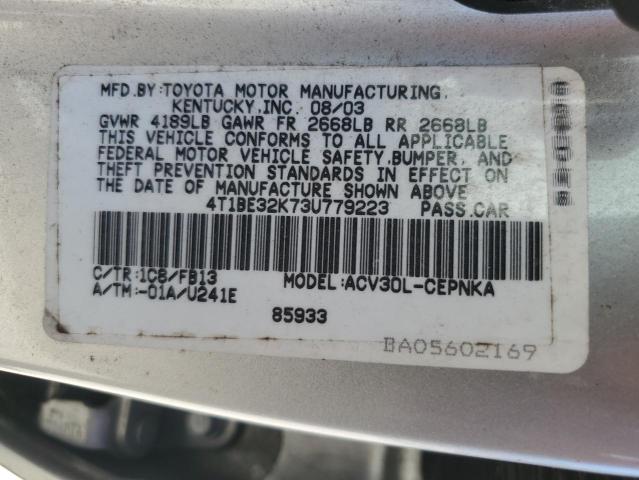 MFD.BY:TOYOTA MOTOR MANUFACTURING,
KENTUCKY,INC. 08/03
GVWR 4189LB GAWR FR 2668LB RR 2668LB
THIS VEHICLE CONFORMS TO ALL APPLICABLE
FEDERAL MOTOR VEHICLE SAFETY,BUMPER, AND
THEFT PREVENTION STANDARDS IN EFFECT ON
THE DATE OF MANUFACTURE SHOWN ABOVE
4T1BE32K73U779223 PASS.CAR
C/TR:1C8/FB13 MODEL:ACV30L-CEPNKA
A/TM:-01A/U241E
85933
BA05602169